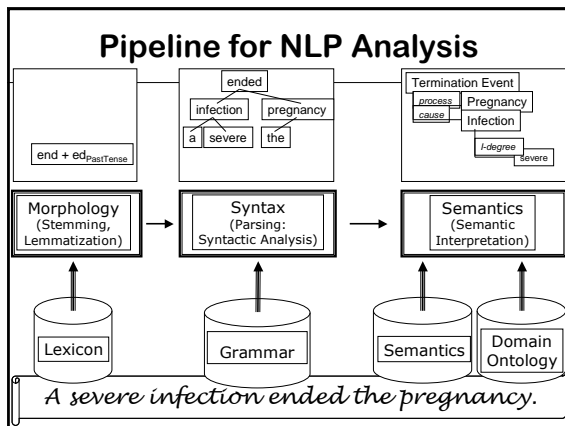 Pipeline for NLP Analysis
end + ed PastTense
ended
infection pregnancy
a severe the
Termination Event
process Pregnancy
cause Infection
I-degree
severe
Morphology
(Stemming,
Lemmatization)
Syntax
(Parsing:
Syntactic Analysis)
Semantics
(Semantic
Interpretation)
Lexicon
Grammar
Semantics
Domain
Ontology
A severe infection ended the pregnancy.